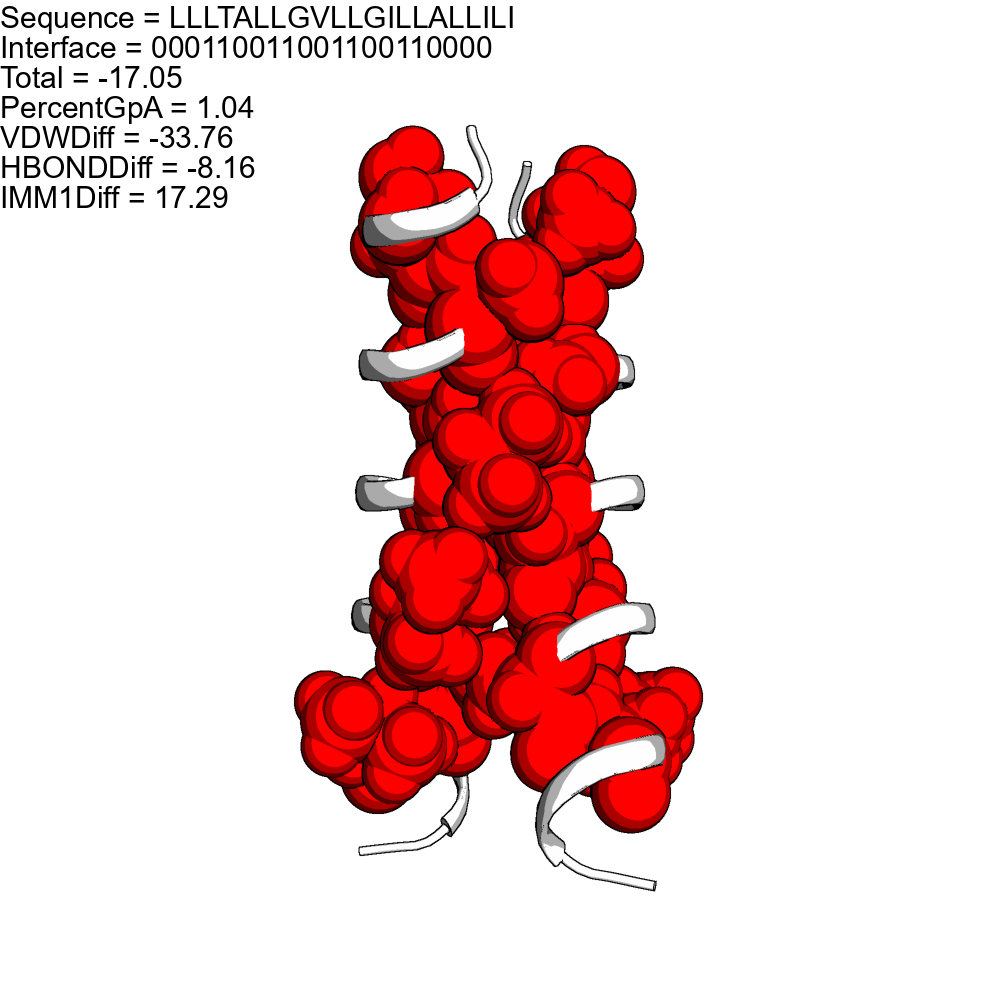 Sequence = LLLTALLGVLLGILLALLILI
Interface = 000110011001100110000
Total = -17.05
PercentGpA = 1.04
VDWDiff = -33.76
HBONDDiff = -8.16
IMM1Diff = 17.29